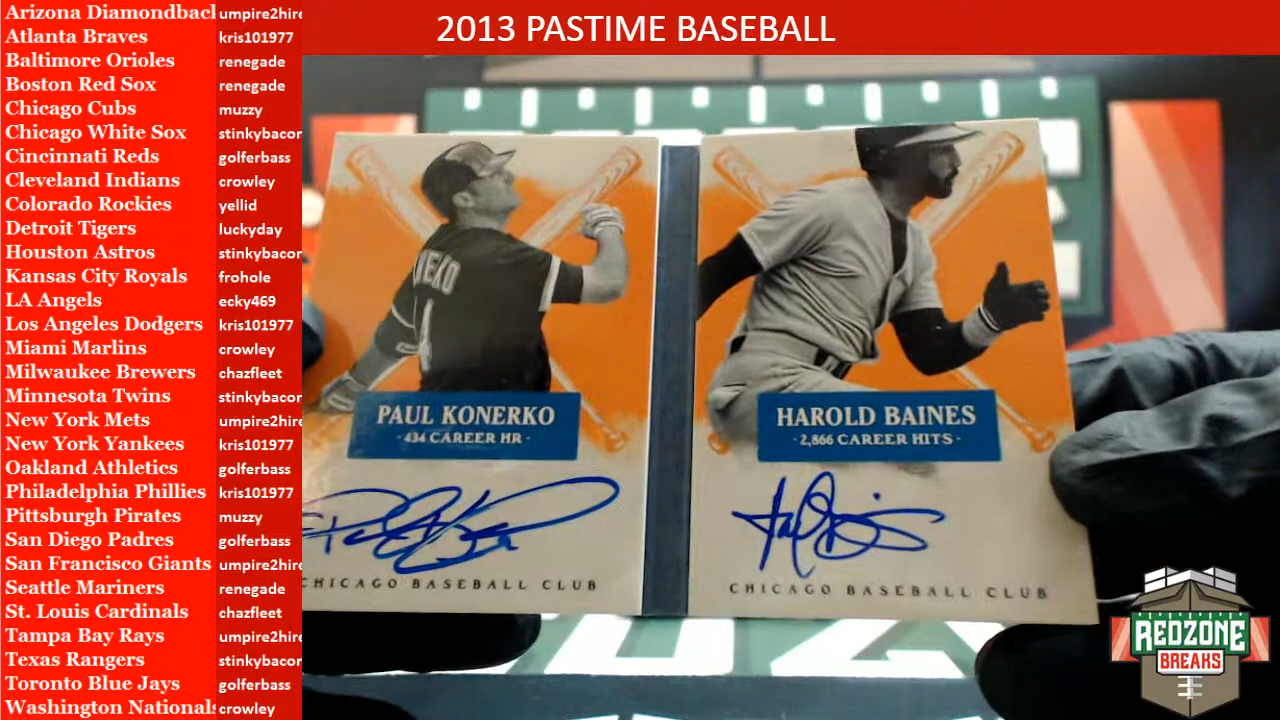 2013 PASTIME BASEBALL
Arizona Diamondbacl umpire2hire
Atlanta Braves kris101977
Baltimore Orioles renegade
Boston Red Sox renegade
Chicago Cubs muzzy
Chicago White Sox stinkybacon
Cincinnati Reds golferbass
Cleveland Indians crowley
Colorado Rockies yellid
Detroit Tigers luckyday
Houston Astros stinkybacon
Kansas City Royals frohole
LA Angels ecky469
Los Angeles Dodgers kris101977
Miami Marlins crowley
Milwaukee Brewers chazfleet
Minnesota Twins stinkybacon
New York Mets umpire2hire
New York Yankees kris101977
Oakland Athletics golferbass
Philadelphia Phillies kris101977
Pittsburgh Pirates muzzy
San Diego Padres golferbass
San Francisco Giants umpire2hire
Seattle Mariners renegade
St. Louis Cardinals chazfleet
Tampa Bay Rays umpire2hire
Texas Rangers stinkybacon
Toronto Blue Jays golferbass
Washington Nationals crowley
PAUL KONERKO
· 434 CAREER HR ·
CHICAGO BASEBALL CLUB
HAROLD BAINES
· 2,866 CAREER HITS ·
CHICAGO BASEBALL CLUB
REDZONE
BREAKS